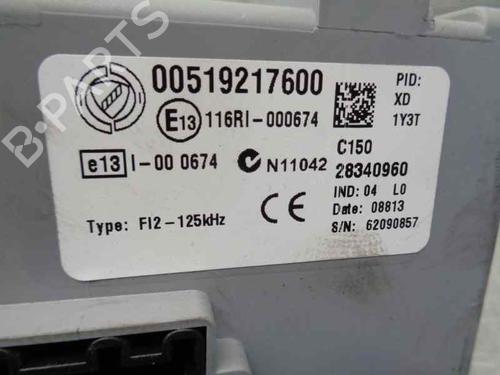 B-PARTS
00519217600
PID:
XD
1Y3T
E13 116RI-000674
C150
e13 I-00 0674
N11042
28340960
IND: 04 L0
Type: FI2-125kHz
CE
Date: 08813
S/N: 62090857